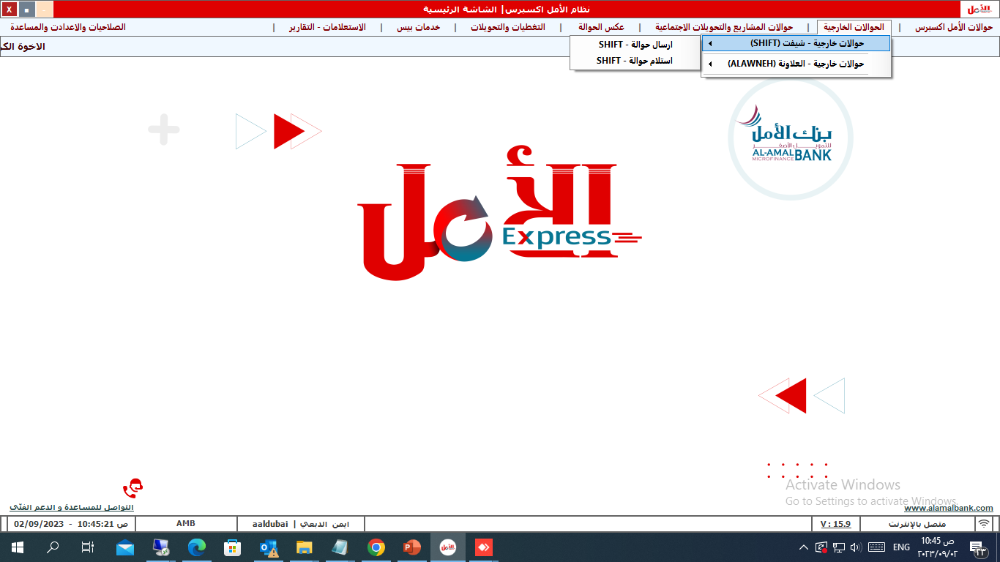 نظام الأمل اكسبرس| الشاشة الرئيسية
X
الأمل
حوالات الأمل اكسبرس | الحوالات الخارجية | حوالات المشاريع والتحويلات الاجتماعية | عكس الحوالة | التغطيات والتحويلات | خدمات بيس | الاستعلامات - التقارير | الصلاحيات والاعدادت والمساعدة
الاخوة الكر
حوالات خارجية - شيفت (SHIFT)
حوالات خارجية - العلاونة (ALAWNEH)
ارسال حوالة - SHIFT
استلام حوالة - SHIFT
بنك الأمل
للتمويل الأصغر
AL-AMAL BANK
MICROFINANCE
الأمل
Express
Activate Windows
Go to Settings to activate Windows.
www.alamalbank.com
التواصل للمساعدة و الدعم الفنّي
02/09/2023 - 10:45:21 ص
AMB
ايمن الدبعي | aaldubai
V : 15.9
متصل بالإنترنت
الأمل
ENG
10:45 ص
٢٠٢٣/٠٩/٠٢
٢٣